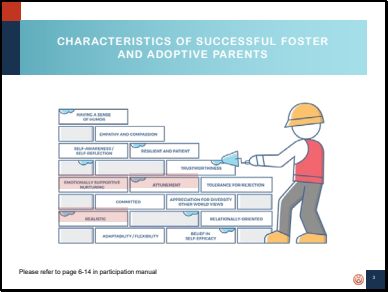 CHARACTERISTICS OF SUCCESSFUL FOSTER
AND ADOPTIVE PARENTS
HAVING A SENSE
OF HUMOR
EMPATHY AND COMPASSION
SELF-AWARENESS /
SELF-REFLECTION
RESILIENT AND PATIENT
TRUSTWORTHINESS
EMOTIONALLY SUPPORTIVE
NURTURING
ATTUNEMENT
TOLERANCE FOR REJECTION
COMMITTED
APPRECIATION FOR DIVERSITY
OTHER WORLD VIEWS
REALISTIC
RELATIONALLY-ORIENTED
ADAPTABILITY / FLEXIBILITY
BELIEF IN
SELF-EFFICACY
Please refer to page 6-14 in participation manual
3